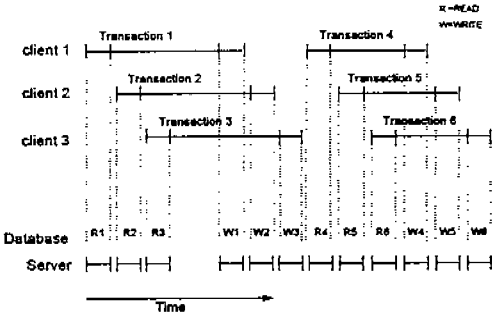 R=READ
W=WRITE
Transaction 1
Transaction 4
client 1
Transaction 2
Transaction 5
client 2
Transaction 3
Transaction 6
client 3
R1 R2 R3 W1 W2 W3 R4 R5 R6 W4 W5 W6
Database
Server
Time